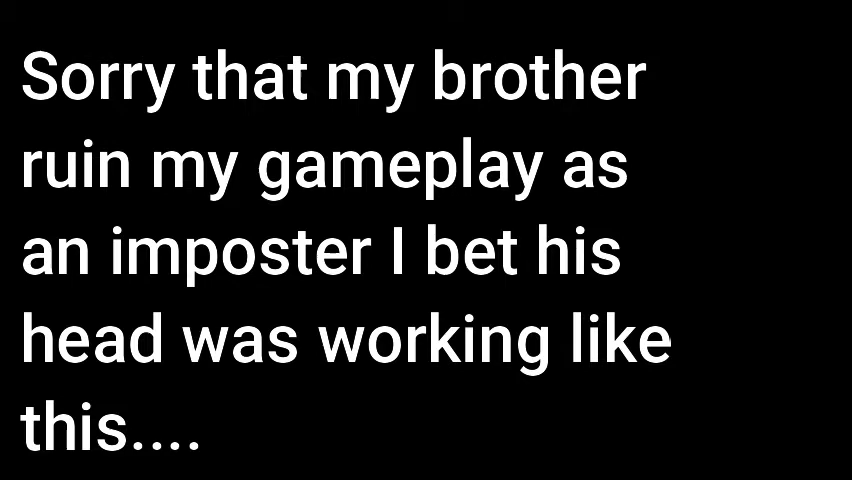 Sorry that my brother
ruin my gameplay as
an imposter I bet his
head was working like
this....